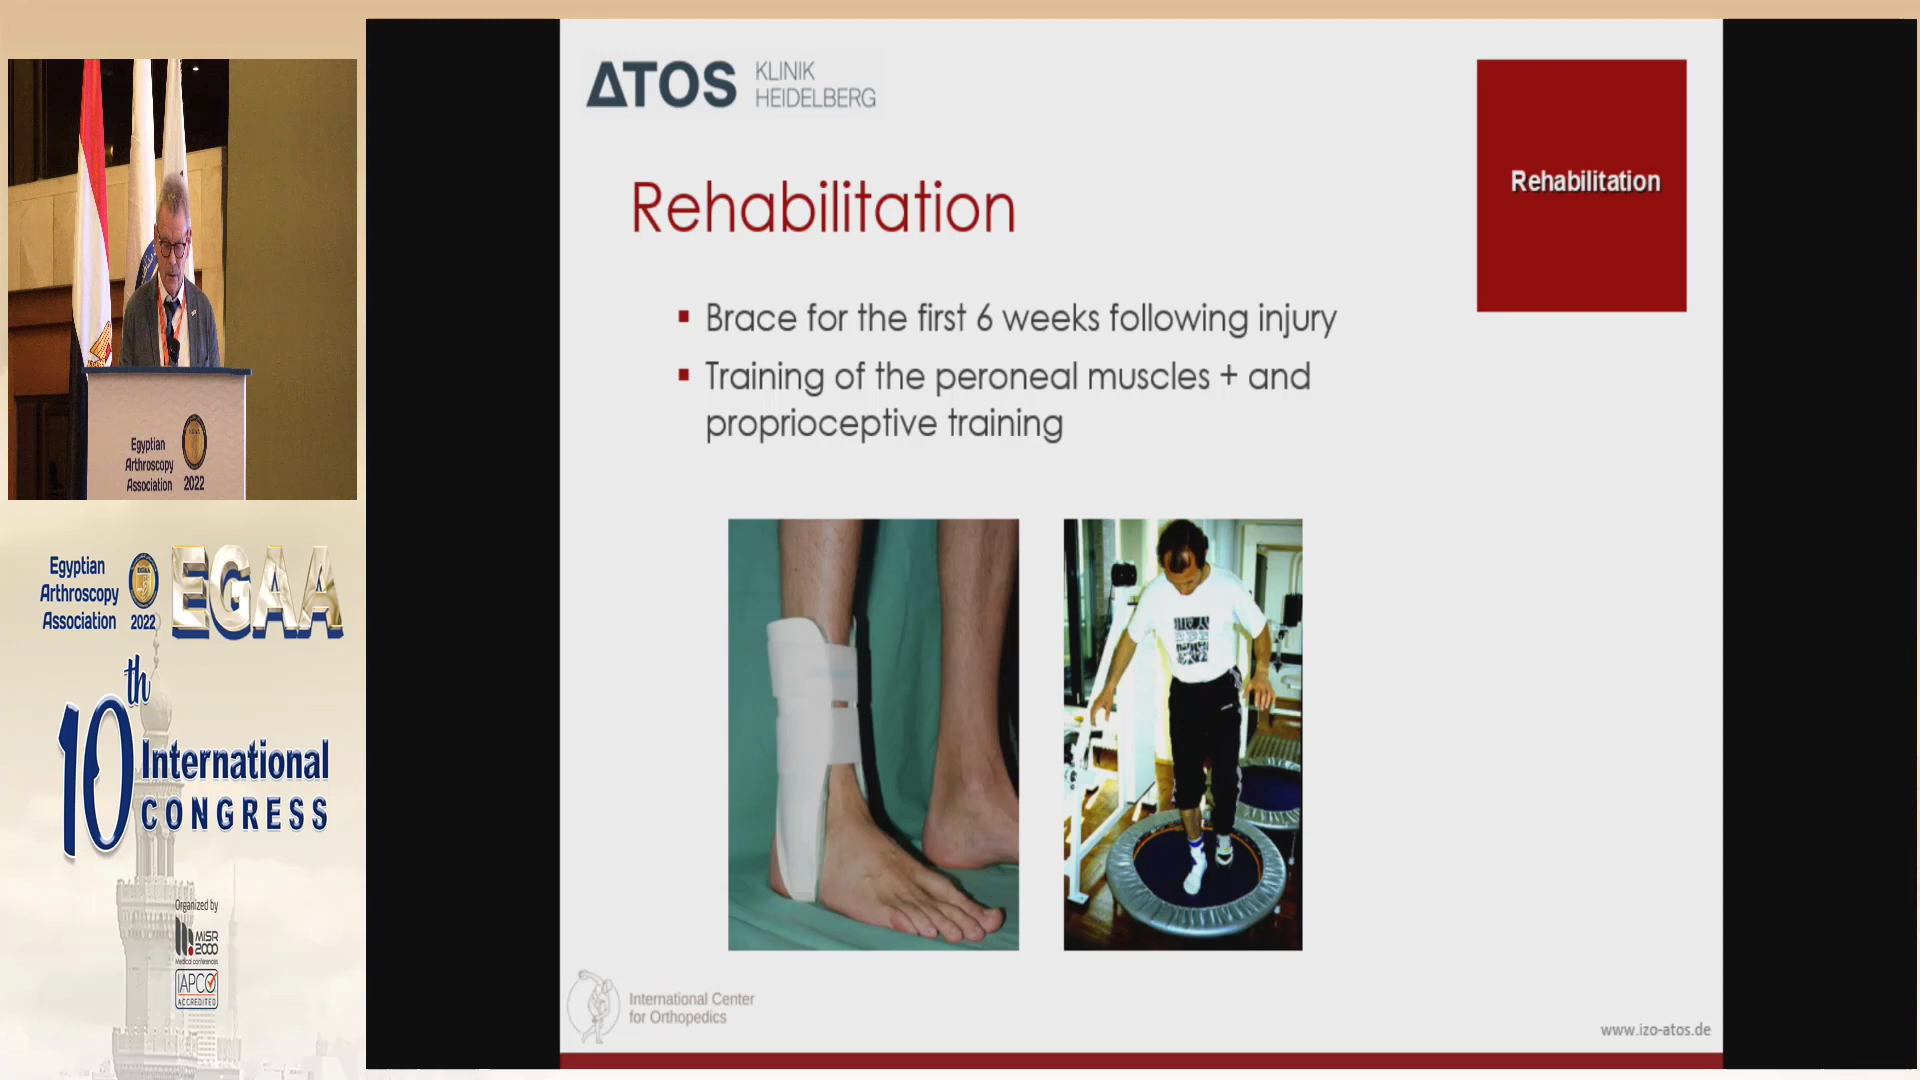 Egyptian
Arthroscopy
Association
2022
Egyptian
Arthroscopy
Association
2022
EGAA
10th
International
CONGRESS
Organized by
MiSR
2000
Medical conferences
IAPCO
ACCREDITED
ATOS
KLINIK
HEIDELBERG
Rehabilitation
Rehabilitation
▪ Brace for the first 6 weeks following injury
▪ Training of the peroneal muscles + and
proprioceptive training
International Center
for Orthopedics
www.izo-atos.de